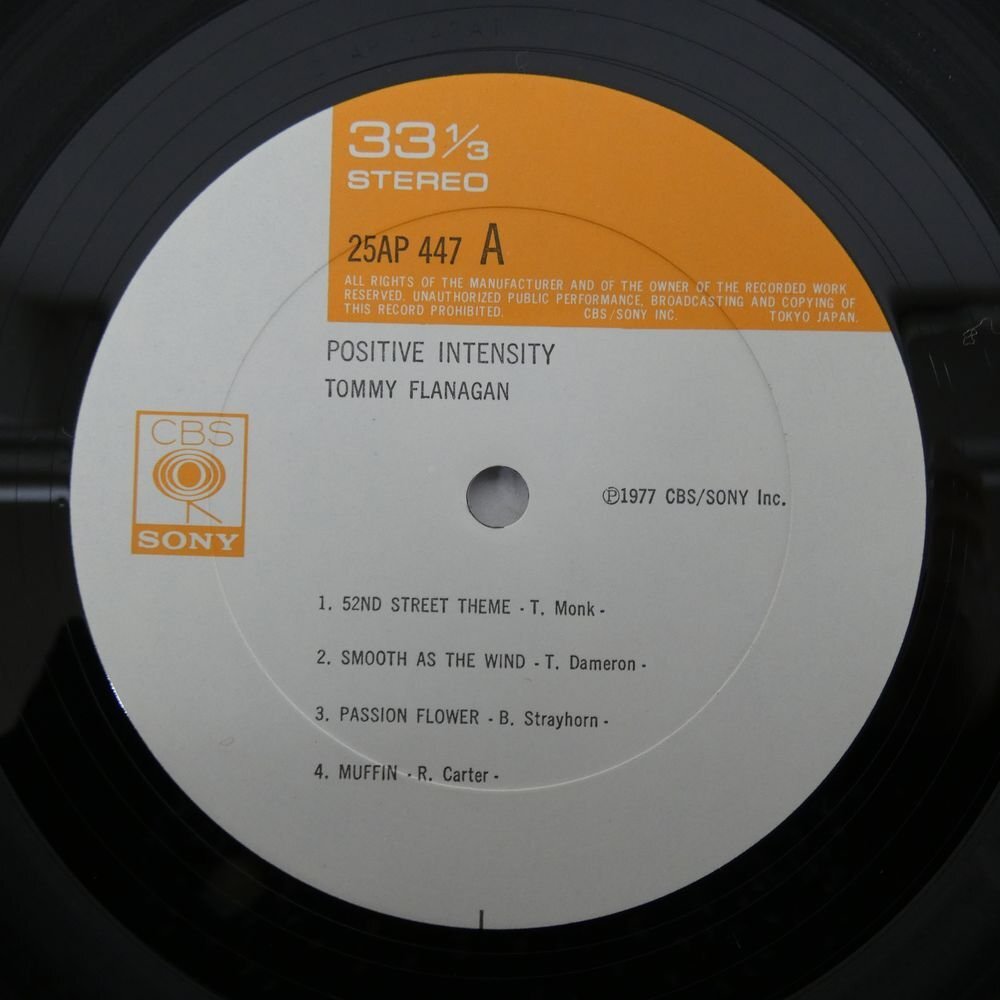 33 1/3
STEREO
25AP 447 A
ALL RIGHTS OF THE MANUFACTURER AND OF THE OWNER OF THE RECORDED WORK
RESERVED. UNAUTHORIZED PUBLIC PERFORMANCE, BROADCASTING AND COPYING OF
THIS RECORD PROHIBITED. CBS/SONY INC. TOKYO JAPAN.
POSITIVE INTENSITY
TOMMY FLANAGAN
CBS
SONY
℗1977 CBS/SONY Inc.
1. 52ND STREET THEME - T. Monk -
2. SMOOTH AS THE WIND - T. Dameron -
3. PASSION FLOWER - B. Strayhorn -
4. MUFFIN - R. Carter -